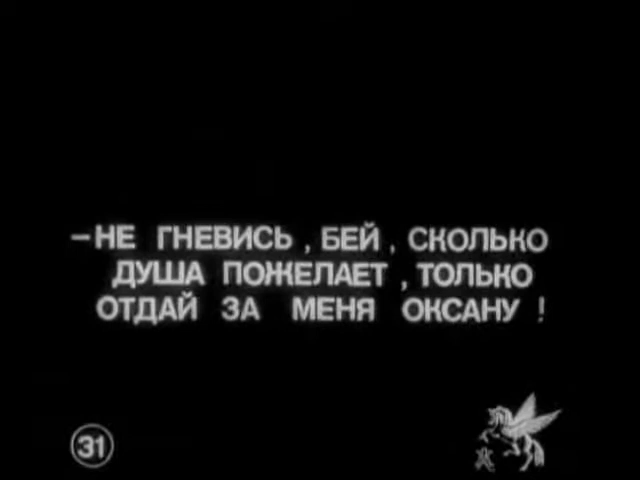 –НЕ ГНЕВИСЬ , БЕЙ , СКОЛЬКО
ДУША ПОЖЕЛАЕТ , ТОЛЬКО
ОТДАЙ ЗА МЕНЯ ОКСАНУ !
31